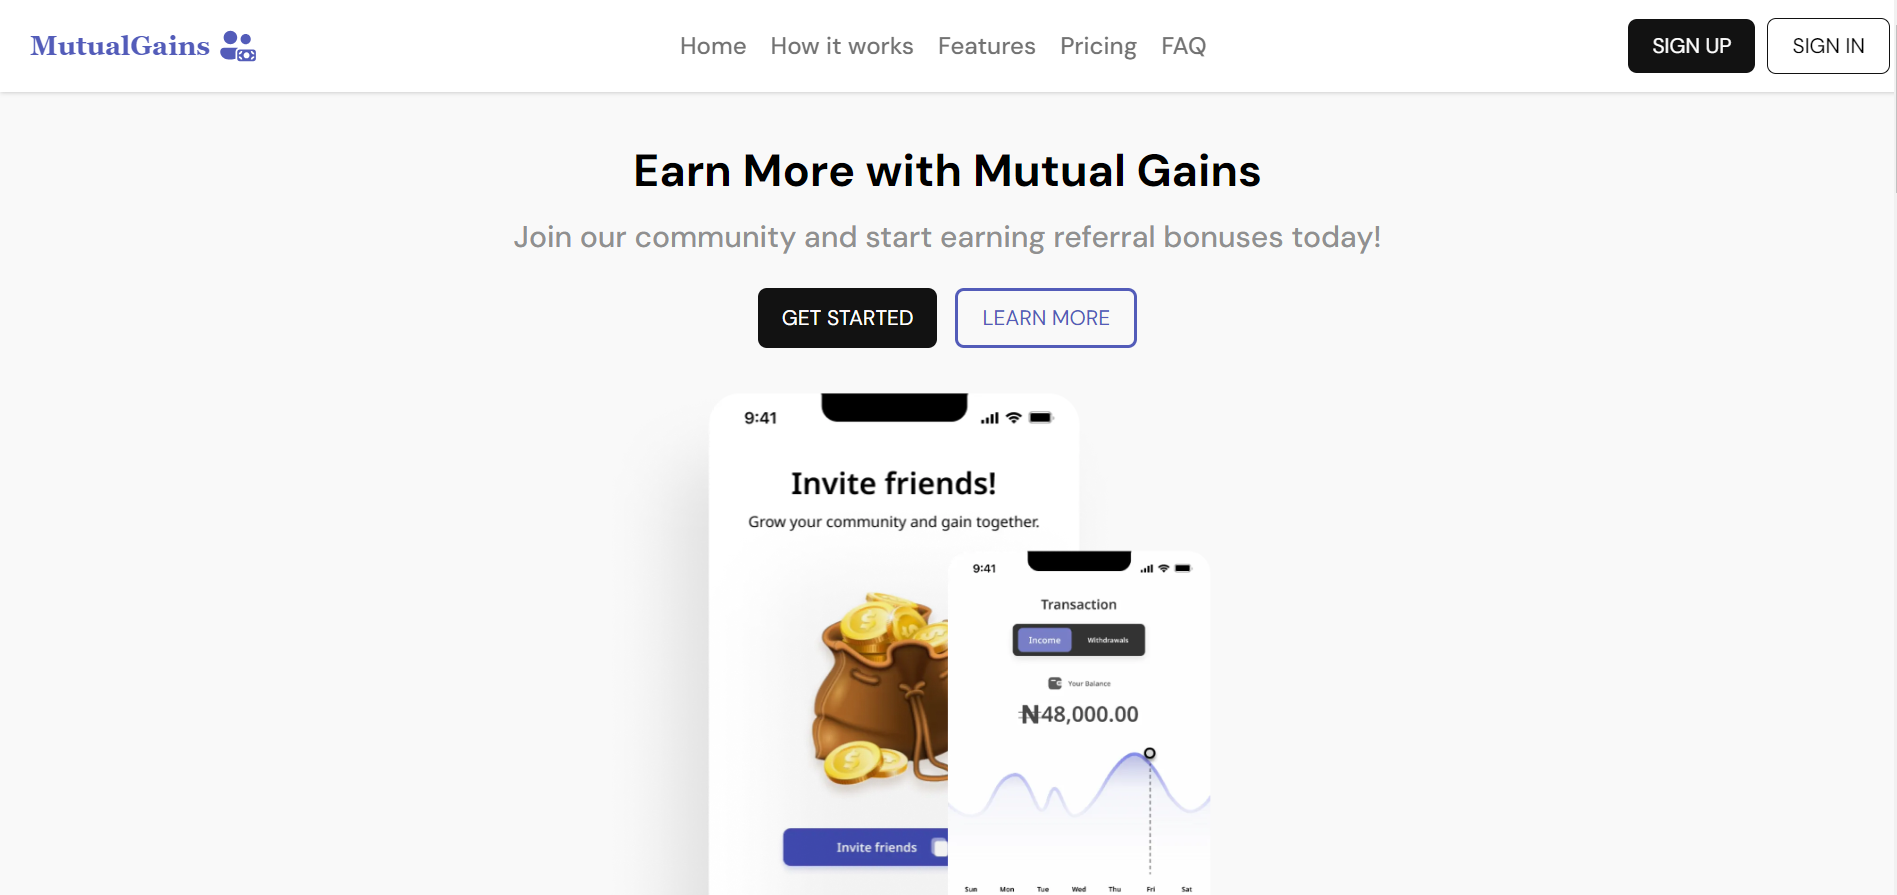 MutualGains
Home How it works Features Pricing FAQ
SIGN UP SIGN IN
Earn More with Mutual Gains
Join our community and start earning referral bonuses today!
GET STARTED LEARN MORE
9:41
Invite friends!
Grow your community and gain together.
Invite friends
9:41
Transaction
Income Withdrawals
Your Balance
₦48,000.00
Sun Mon Tue Wed Thu Fri Sat